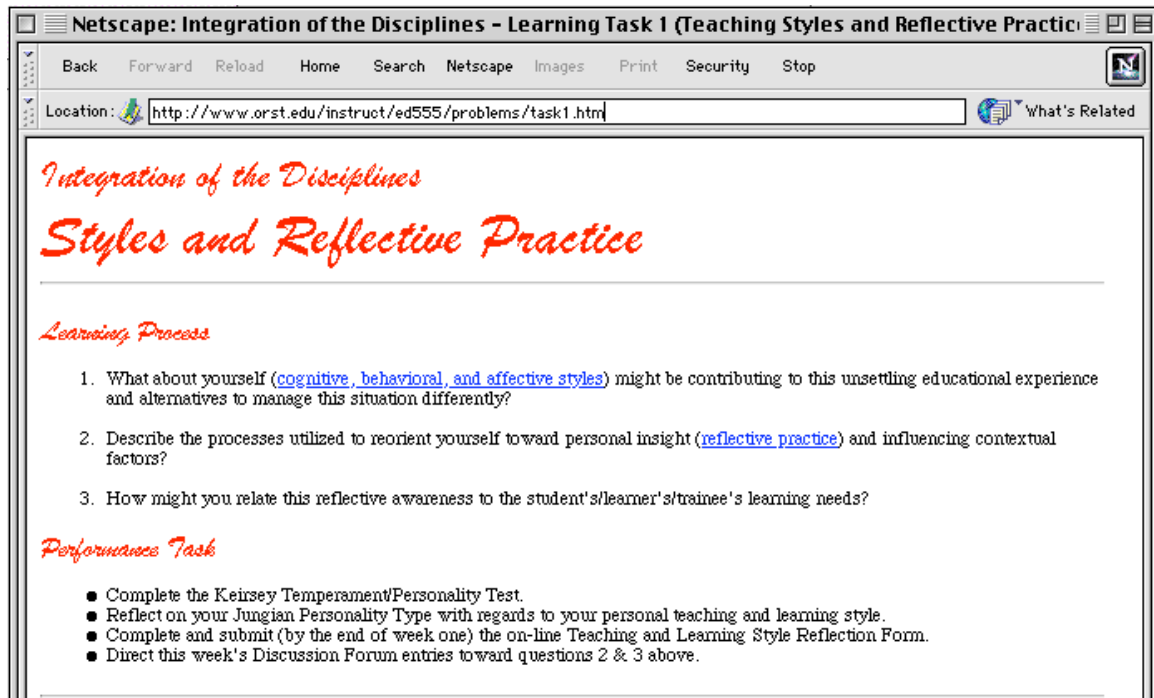 Netscape: Integration of the Disciplines - Learning Task 1 (Teaching Styles and Reflective Practic
Back Forward Reload Home Search Netscape Images Print Security Stop
N
Location: http://www.orst.edu/instruct/ed555/problems/task1.htm What's Related
Integration of the Disciplines
Styles and Reflective Practice
Learning Process
1. What about yourself (cognitive, behavioral, and affective styles) might be contributing to this unsettling educational experience
and alternatives to manage this situation differently?
2. Describe the processes utilized to reorient yourself toward personal insight (reflective practice) and influencing contextual
factors?
3. How might you relate this reflective awareness to the student's/learner's/trainee's learning needs?
Performance Task
● Complete the Keirsey Temperament/Personality Test.
● Reflect on your Jungian Personality Type with regards to your personal teaching and learning style.
● Complete and submit (by the end of week one) the on-line Teaching and Learning Style Reflection Form.
● Direct this week's Discussion Forum entries toward questions 2 & 3 above.